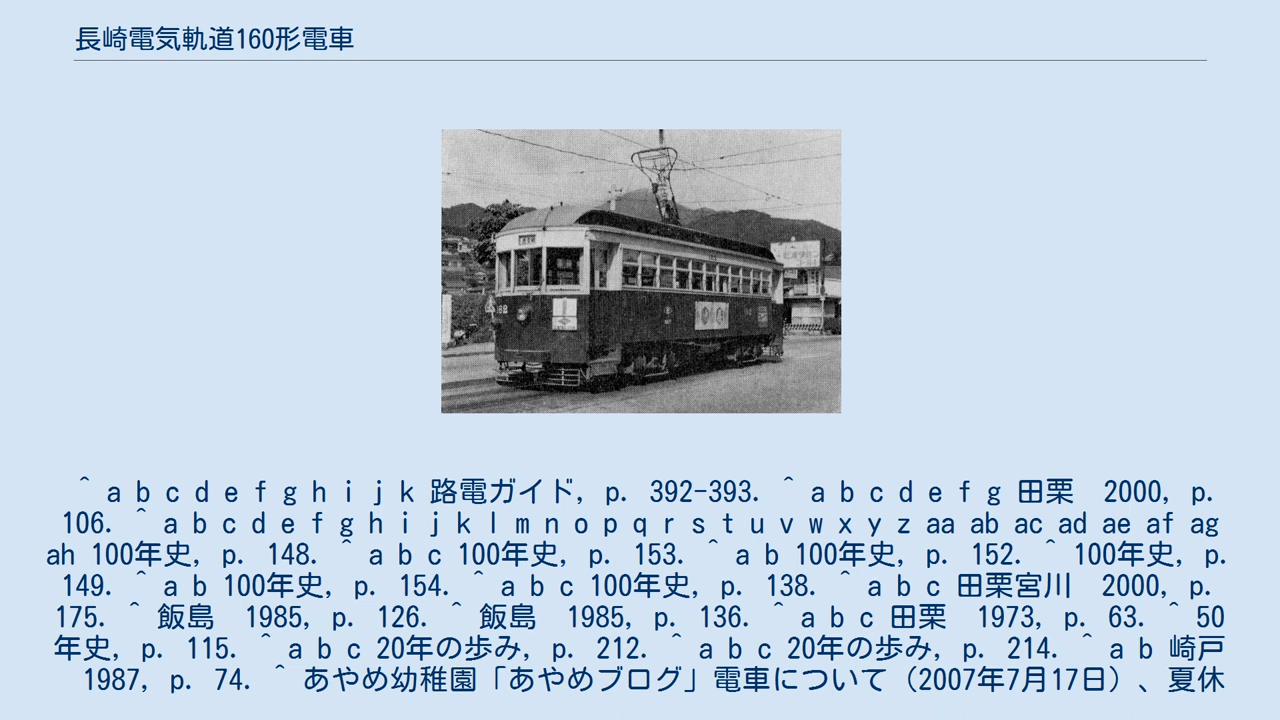 長崎電気軌道160形電車
^ a b c d e f g h i j k 路電ガイド, p. 392-393. ^ a b c d e f g 田栗　2000, p.
106. ^ a b c d e f g h i j k l m n o p q r s t u v w x y z aa ab ac ad ae af ag
ah 100年史, p. 148. ^ a b c 100年史, p. 153. ^ a b 100年史, p. 152. ^ 100年史, p.
149. ^ a b 100年史, p. 154. ^ a b c 100年史, p. 138. ^ a b c 田栗宮川　2000, p.
175. ^ 飯島　1985, p. 126. ^ 飯島　1985, p. 136. ^ a b c 田栗　1973, p. 63. ^ 50
年史, p. 115. ^ a b c 20年の歩み, p. 212. ^ a b c 20年の歩み, p. 214. ^ a b 崎戸
1987, p. 74. ^ あやめ幼稚園「あやめブログ」電車について（2007年7月17日）、夏休